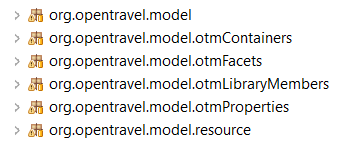 org.opentravel.model
org.opentravel.model.otmContainers
org.opentravel.model.otmFacets
org.opentravel.model.otmLibraryMembers
org.opentravel.model.otmProperties
org.opentravel.model.resource